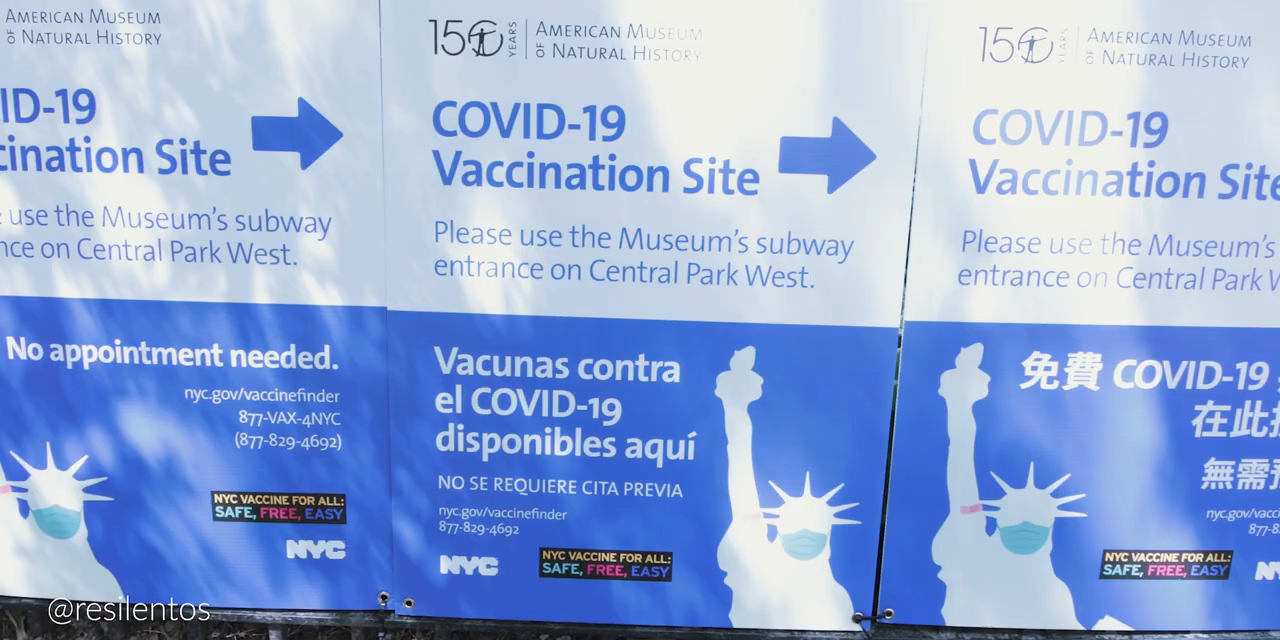 AMERICAN MUSEUM
OF NATURAL HISTORY
ID-19
cination Site
use the Museum's subway
nce on Central Park West.
No appointment needed.
nyc.gov/vaccinefinder
877-VAX-4NYC
(877-829-4692)
NYC VACCINE FOR ALL:
SAFE, FREE, EASY
NYC
150 YEARS
AMERICAN MUSEUM
OF NATURAL HISTORY
COVID-19
Vaccination Site
Please use the Museum's subway
entrance on Central Park West.
Vacunas contra
el COVID-19
disponibles aquí
NO SE REQUIERE CITA PREVIA
nyc.gov/vaccinefinder
877-829-4692
NYC
NYC VACCINE FOR ALL:
SAFE, FREE, EASY
150 YEARS
AMERICAN MUSEUM
OF NATURAL HISTORY
COVID-19
Vaccination Site
Please use the Museum's
entrance on Central Park W
免費 COVID-19
在此
無需
nyc.gov/vacc
877-8
NYC VACCINE FOR ALL:
SAFE, FREE, EASY
@resilentos